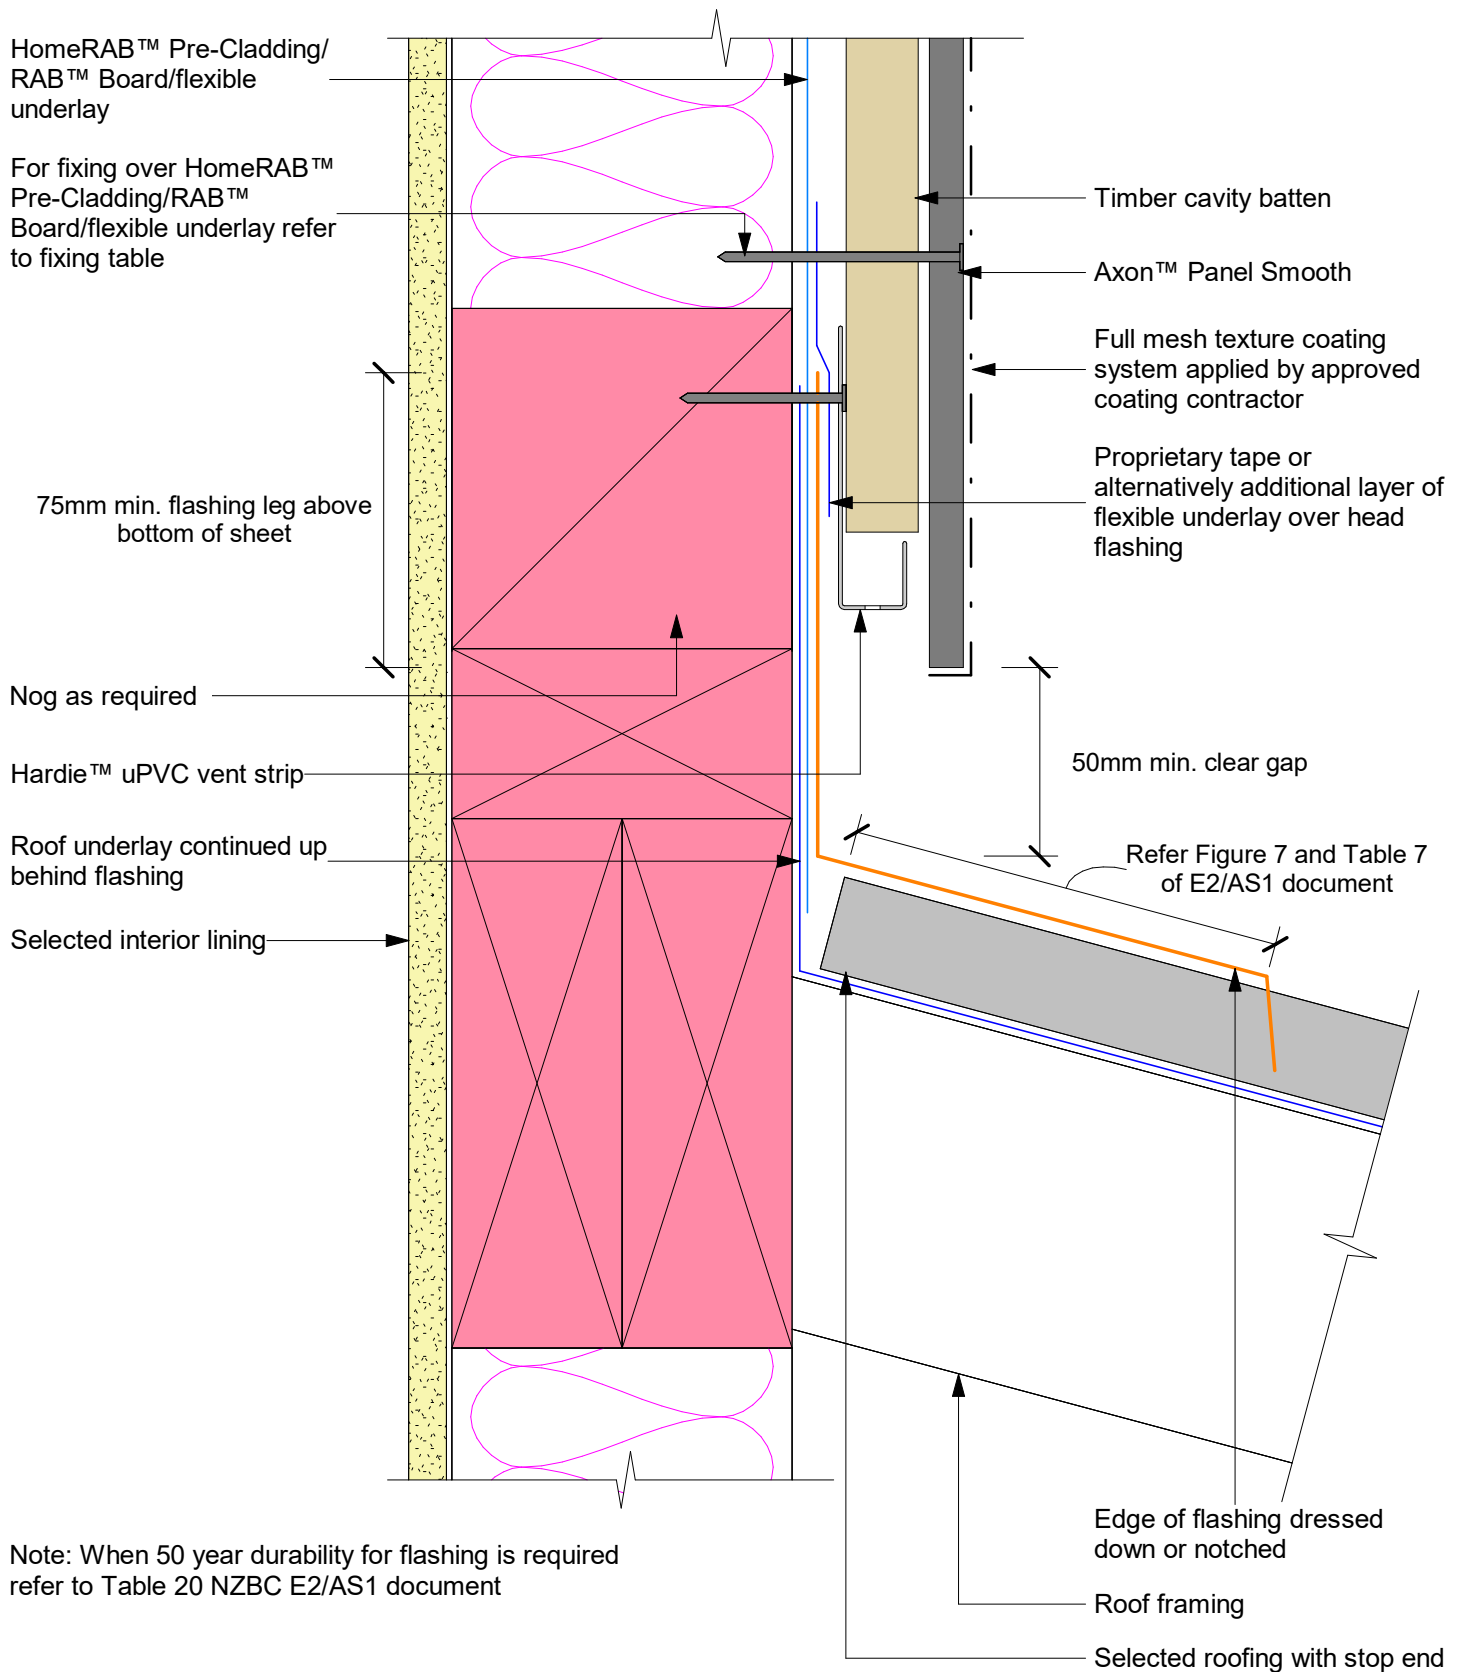 HomeRAB™ Pre-Cladding/
RAB™ Board/flexible
underlay
For fixing over HomeRAB™
Pre-Cladding/RAB™
Board/flexible underlay refer
to fixing table
75mm min. flashing leg above
bottom of sheet
Nog as required
Hardie™ uPVC vent strip
Roof underlay continued up
behind flashing
Selected interior lining
Note: When 50 year durability for flashing is required
refer to Table 20 NZBC E2/AS1 document
Timber cavity batten
Axon™ Panel Smooth
Full mesh texture coating
system applied by approved
coating contractor
Proprietary tape or
alternatively additional layer of
flexible underlay over head
flashing
50mm min. clear gap
Refer Figure 7 and Table 7
of E2/AS1 document
Edge of flashing dressed
down or notched
Roof framing
Selected roofing with stop end